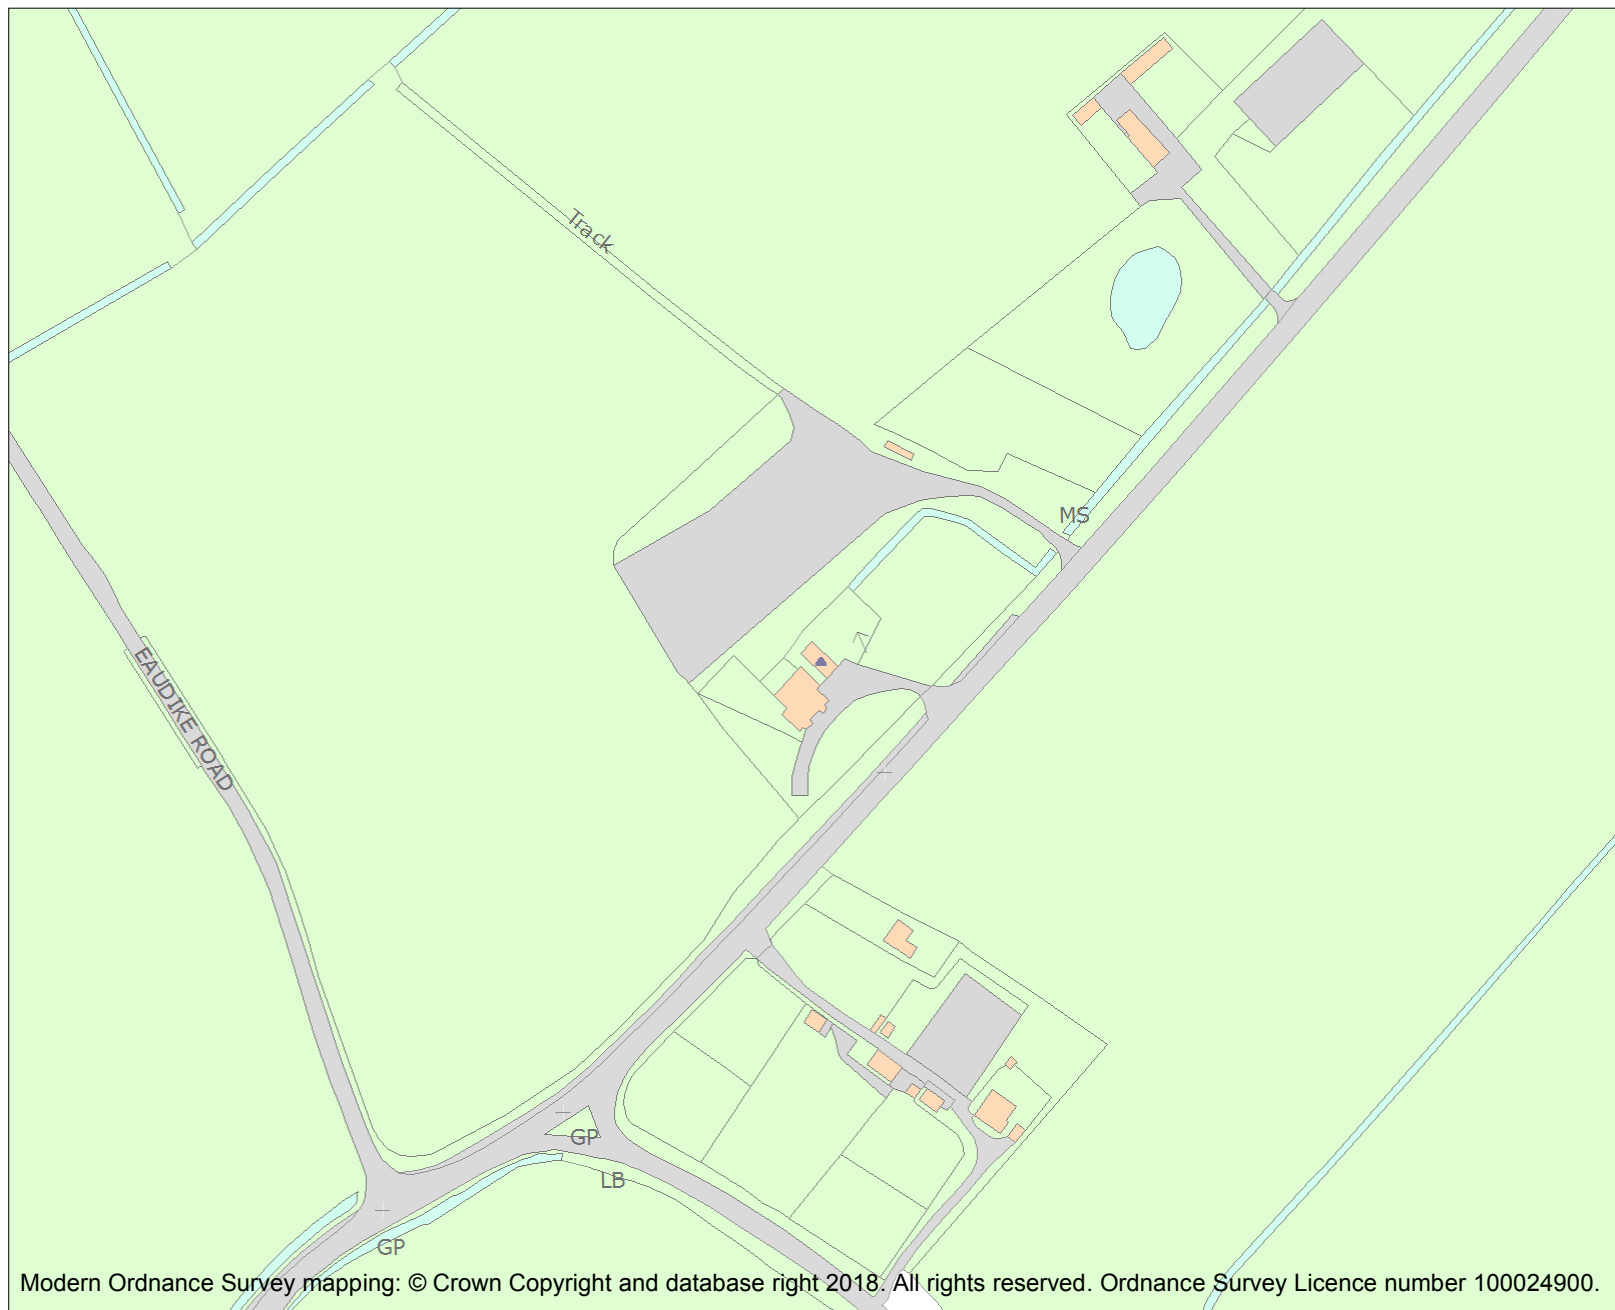 Track
MS
EAUDIKE ROAD
GP
LB
GP
Modern Ordnance Survey mapping: © Crown Copyright and database right 2018. All rights reserved. Ordnance Survey Licence number 100024900.